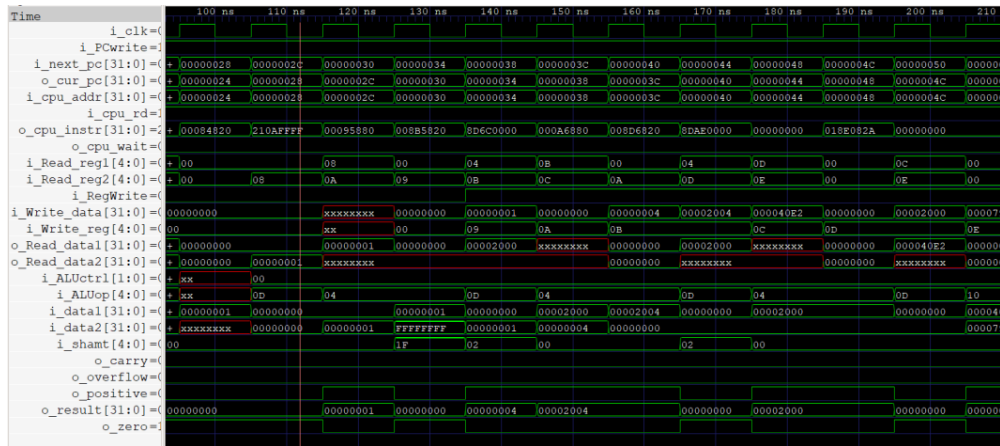 Time 100 ns 110 ns 120 ns 130 ns 140 ns 150 ns 160 ns 170 ns 180 ns 190 ns 200 ns 210
i_clk=(
i_PCwrite=1
i_next_pc[31:0]=( + 00000028 0000002C 00000030 00000034 00000038 0000003C 00000040 00000044 00000048 0000004C 00000050 00000
o_cur_pc[31:0]=( + 00000024 00000028 0000002C 00000030 00000034 00000038 0000003C 00000040 00000044 00000048 0000004C 00000
i_cpu_addr[31:0]=( + 00000024 00000028 0000002C 00000030 00000034 00000038 0000003C 00000040 00000044 00000048 0000004C 00000
i_cpu_rd=1
o_cpu_instr[31:0]=2 + 00084820 210AFFFF 00095880 008B5820 8D6C0000 000A6880 008D6820 8DAE0000 00000000 018E082A 00000000
o_cpu_wait=(
i_Read_reg1[4:0]=( + 00 08 00 04 0B 00 04 0D 00 0C 00
i_Read_reg2[4:0]=( + 00 08 0A 09 0B 0C 0A 0D 0E 00 0E 00
i_RegWrite=(
i_Write_data[31:0]=( 00000000 xxxxxxxx 00000000 00000001 00000000 00000004 00002004 000040E2 00000000 00002000 00007
i_Write_reg[4:0]=( 00 xx 00 09 0A 0B 0C 0D 0E
o_Read_data1[31:0]=( + 00000000 00000001 00000000 00002000 xxxxxxxx 00000000 00002000 xxxxxxxx 00000000 000040E2 00000
o_Read_data2[31:0]=( + 00000000 00000001 xxxxxxxx 00000000 xxxxxxxx 00000000 xxxxxxxx 00000
i_ALUctrl[1:0]=( + xx 00
i_ALUop[4:0]=( + xx 0D 04 0D 04 0D 04 0D 10
i_data1[31:0]=( + 00000001 00000000 00000001 00000000 00002000 00002004 00000000 00002000 00000000 00004
i_data2[31:0]=( + xxxxxxxx 00000000 00000001 FFFFFFFF 00000001 00000004 00000000 00007
i_shamt[4:0]=( 00 1F 02 00 02 00
o_carry=(
o_overflow=(
o_positive=(
o_result[31:0]=( 00000000 00000001 00000000 00000004 00002004 00000000 00002000 00000000 00000
o_zero=1